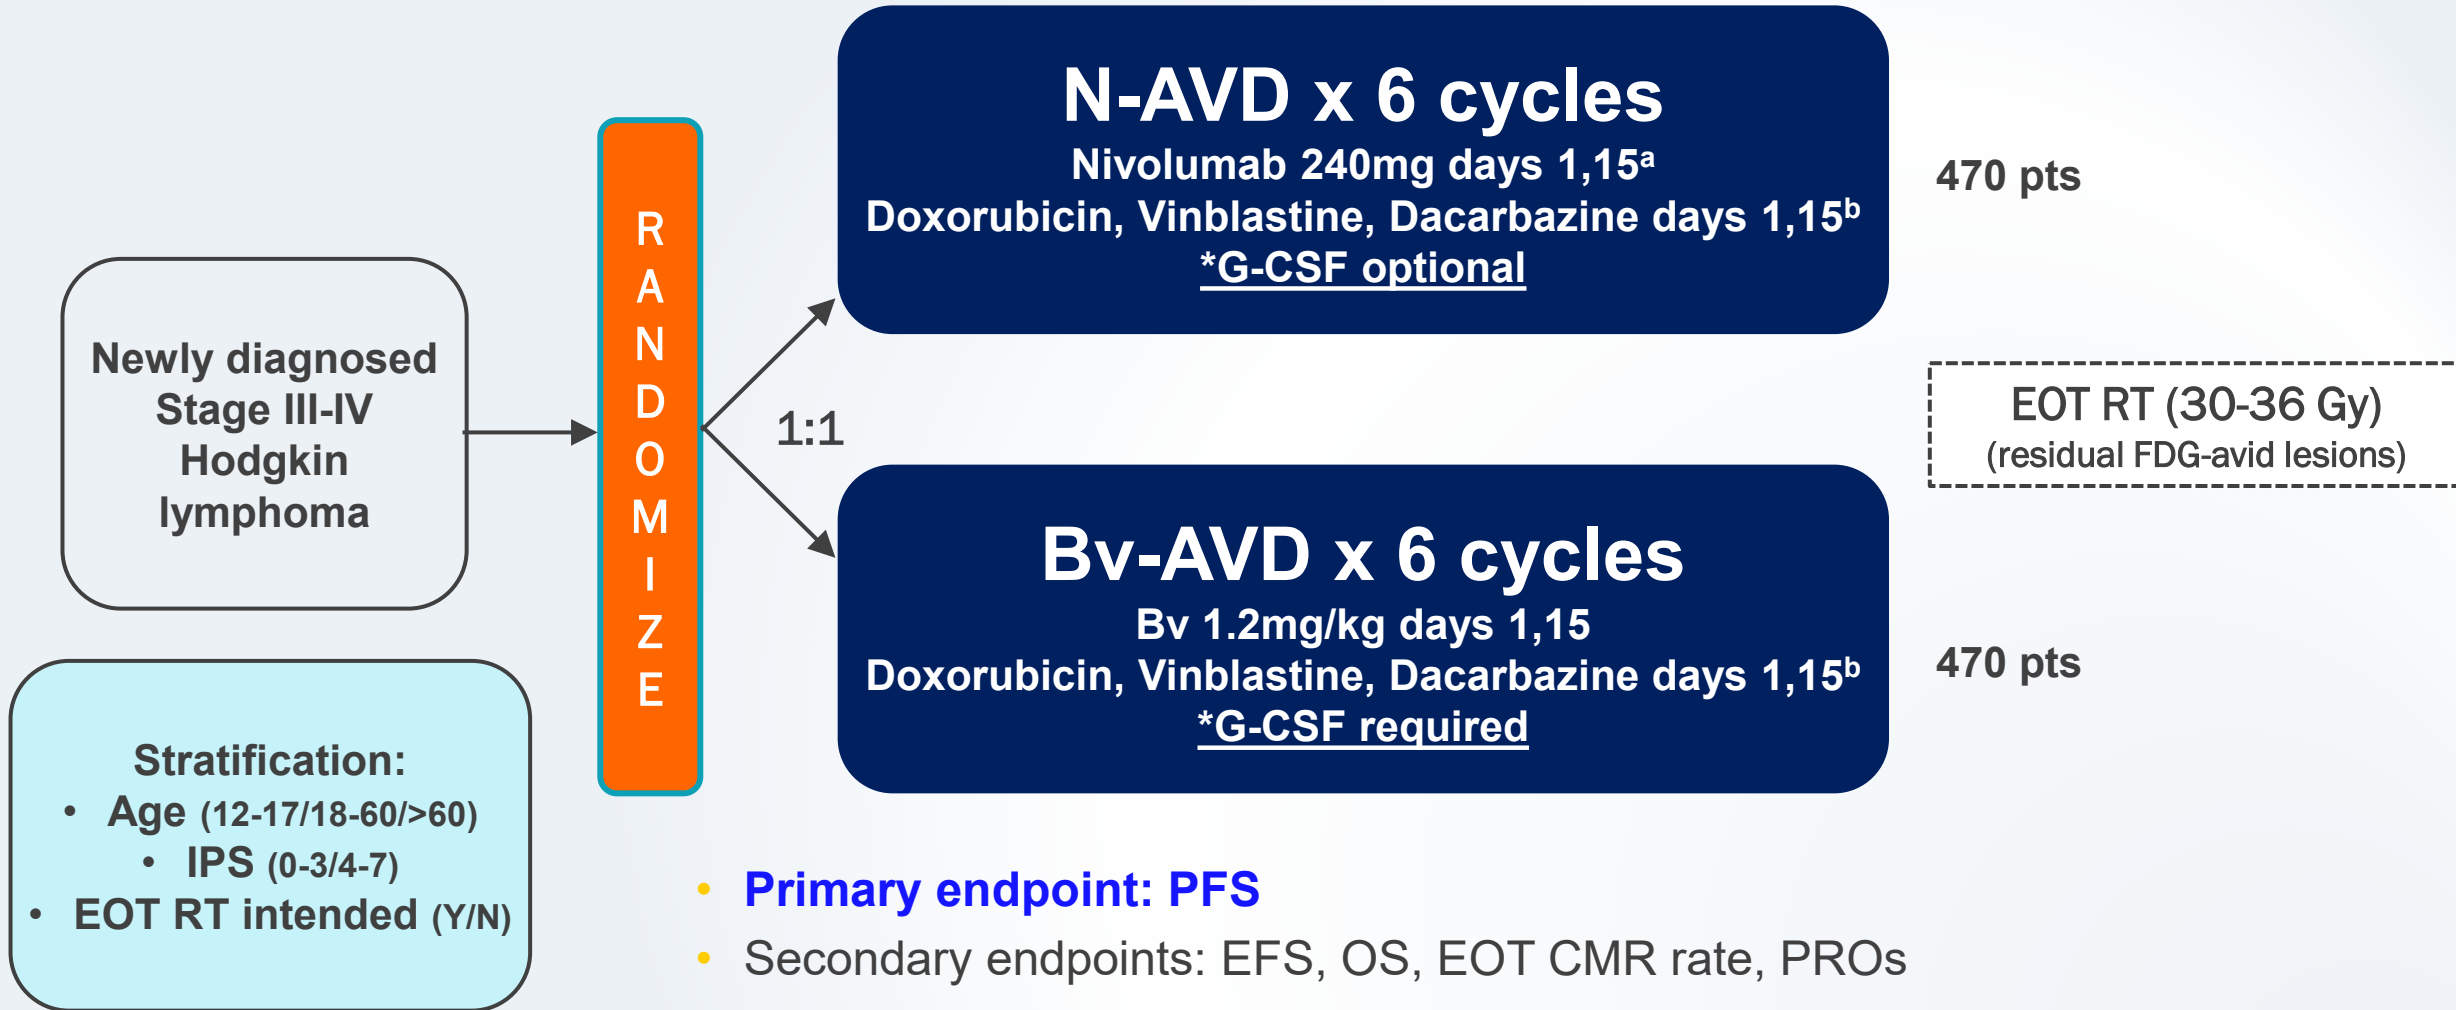 Newly diagnosed
Stage III-IV
Hodgkin
lymphoma
Stratification:
• Age (12-17/18-60/>60)
• IPS (0-3/4-7)
• EOT RT intended (Y/N)
RANDOMIZE
1:1
N-AVD x 6 cycles
Nivolumab 240mg days 1,15ᵃ
Doxorubicin, Vinblastine, Dacarbazine days 1,15ᵇ
*G-CSF optional
470 pts
EOT RT (30-36 Gy)
(residual FDG-avid lesions)
Bv-AVD x 6 cycles
Bv 1.2mg/kg days 1,15
Doxorubicin, Vinblastine, Dacarbazine days 1,15ᵇ
*G-CSF required
470 pts
• Primary endpoint: PFS
• Secondary endpoints: EFS, OS, EOT CMR rate, PROs